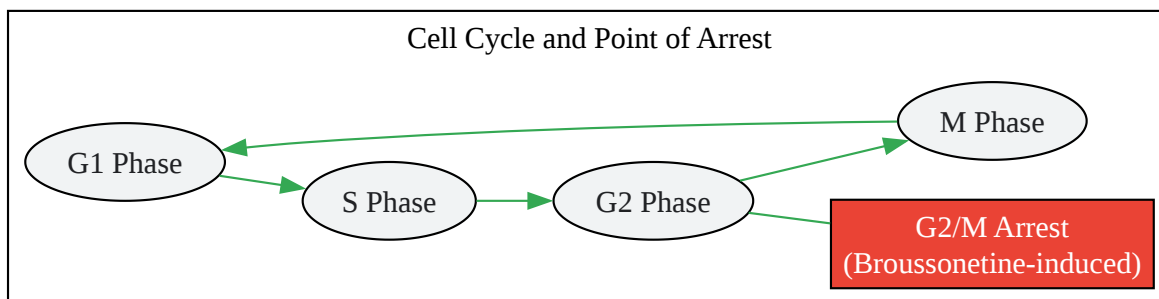 Cell Cycle and Point of Arrest
G1 Phase
S Phase
G2 Phase
M Phase
G2/M Arrest
(Broussonetine-induced)